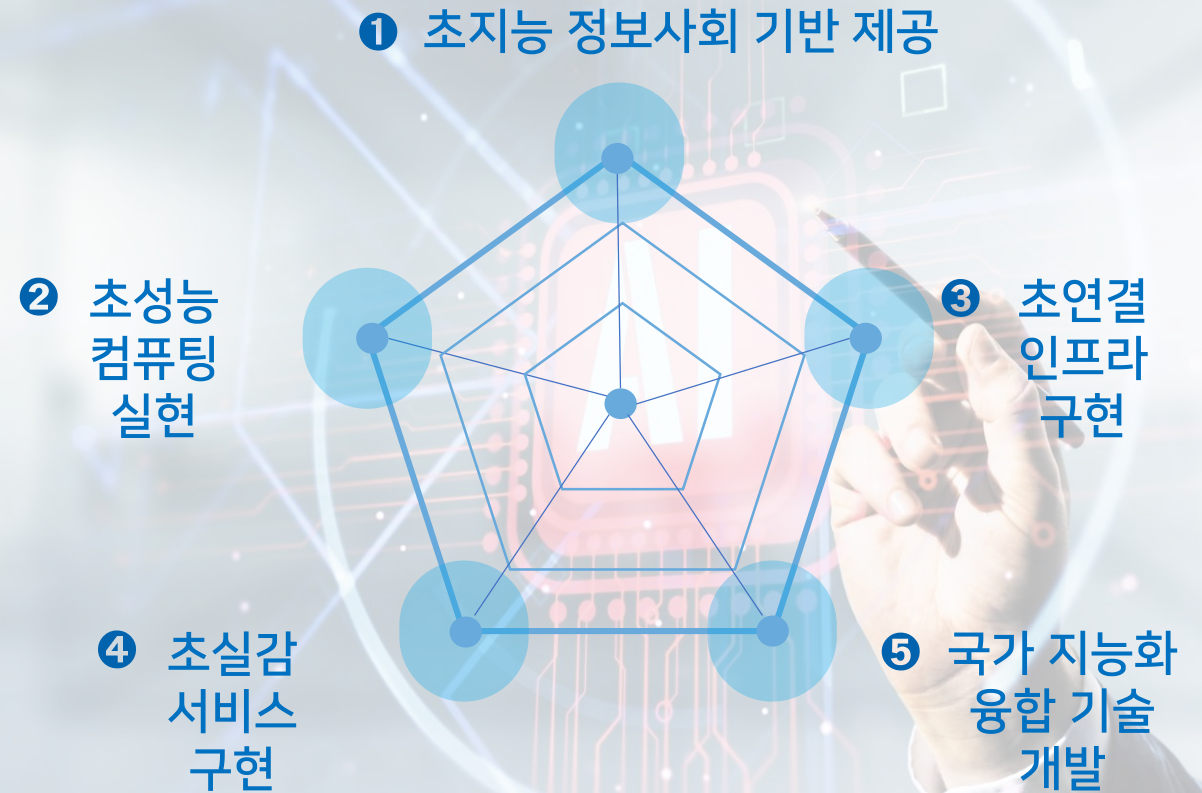 ❶ 초지능 정보사회 기반 제공
AI
❷ 초성능
컴퓨팅
실현
❸ 초연결
인프라
구현
❹ 초실감
서비스
구현
❺ 국가 지능화
융합 기술
개발